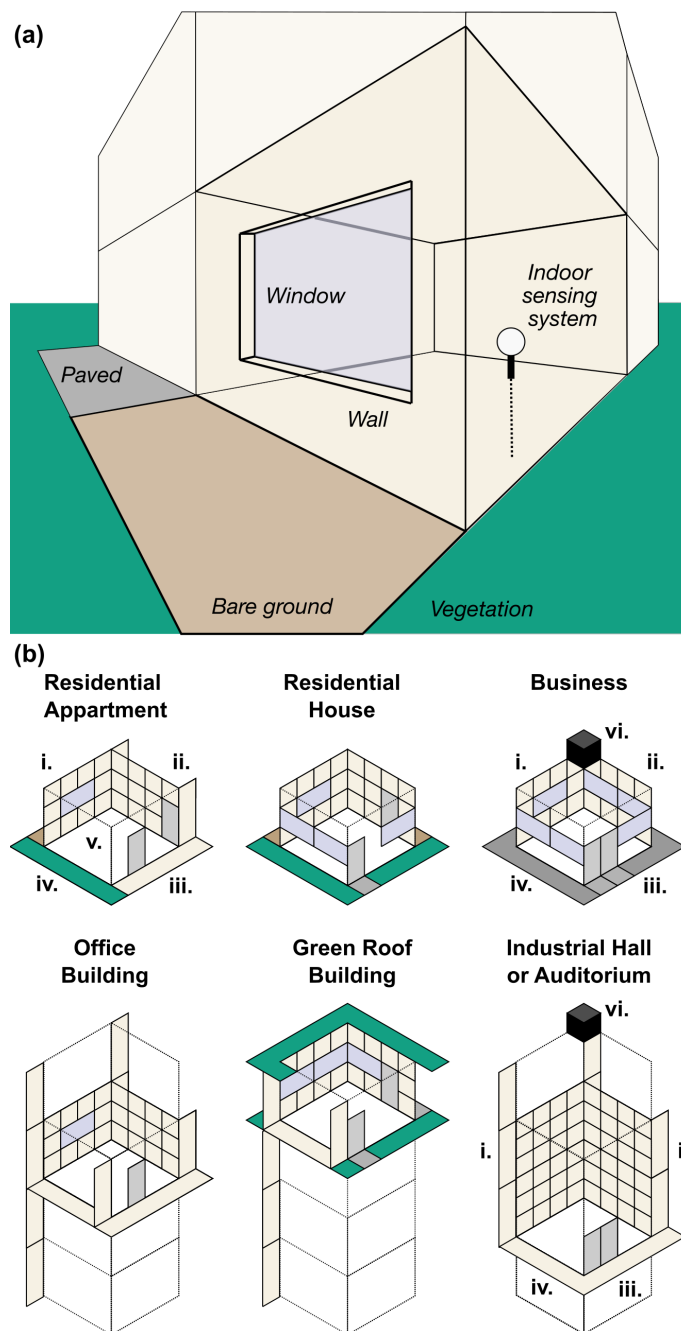 (a)
Window
Indoor
sensing
system
Paved
Wall
Bare ground
Vegetation
(b)
Residential
Appartment
Residential
House
Business
i.
ii.
v.
iv.
iii.
vi.
i.
ii.
iv.
iii.
Office
Building
Green Roof
Building
Industrial Hall
or Auditorium
vi.
i.
i
iv.
iii.